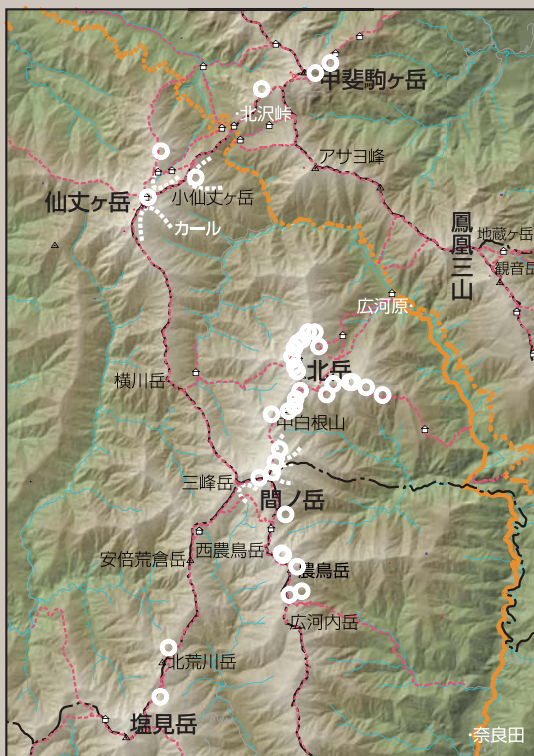 甲斐駒ヶ岳
北沢峠
アサヨ峰
小仙丈ヶ岳
仙丈ヶ岳
カール
鳳凰三山
地蔵ヶ岳
観音岳
広河原
北岳
横川岳
中白根山
三峰岳
間ノ岳
西農鳥岳
安倍荒倉岳
農鳥岳
広河内岳
北荒川岳
塩見岳
奈良田